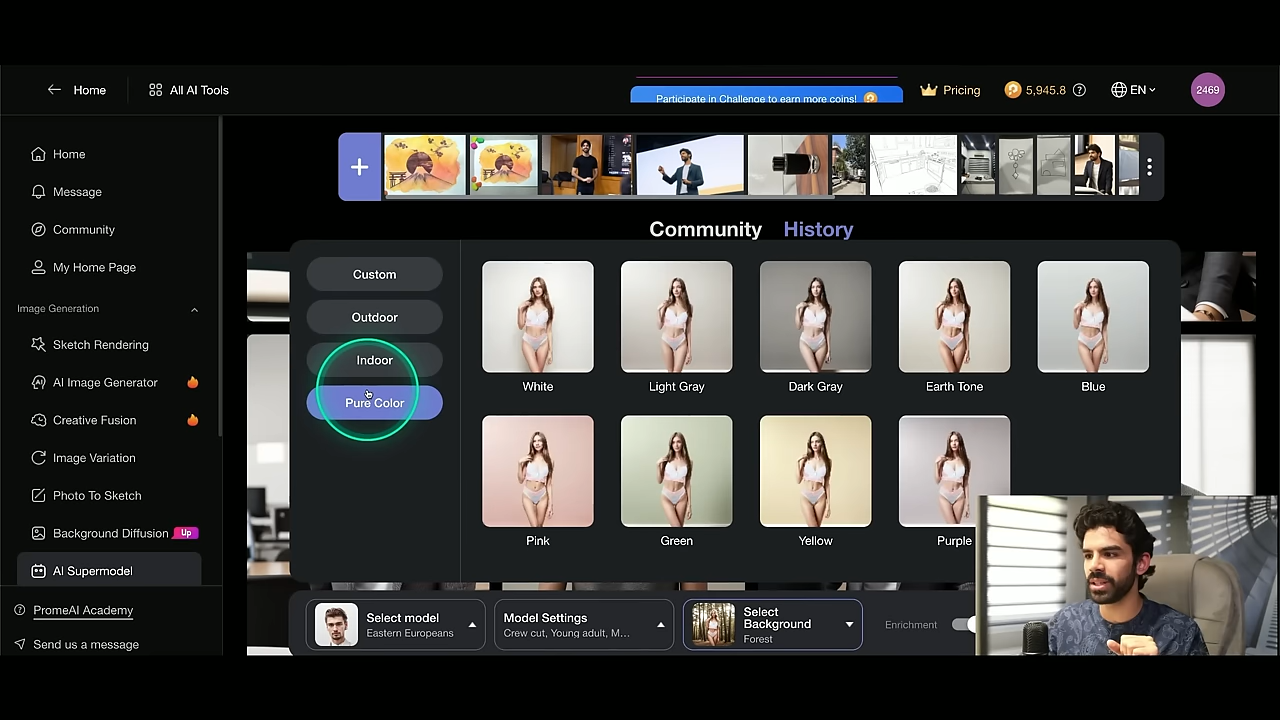 Home
All AI Tools
Participate in Challenge to earn more coins!
Pricing
5,945.8
EN
2469
Home
Message
Community
My Home Page
Image Generation
Sketch Rendering
AI Image Generator
Creative Fusion
Image Variation
Photo To Sketch
Background Diffusion Up
AI Supermodel
PromeAI Academy
Send us a message
Community History
Custom
Outdoor
Indoor
Pure Color
White
Light Gray
Dark Gray
Earth Tone
Blue
Pink
Green
Yellow
Purple
Select model
Eastern Europeans
Model Settings
Crew cut, Young adult, M...
Select
Background
Forest
Enrichment